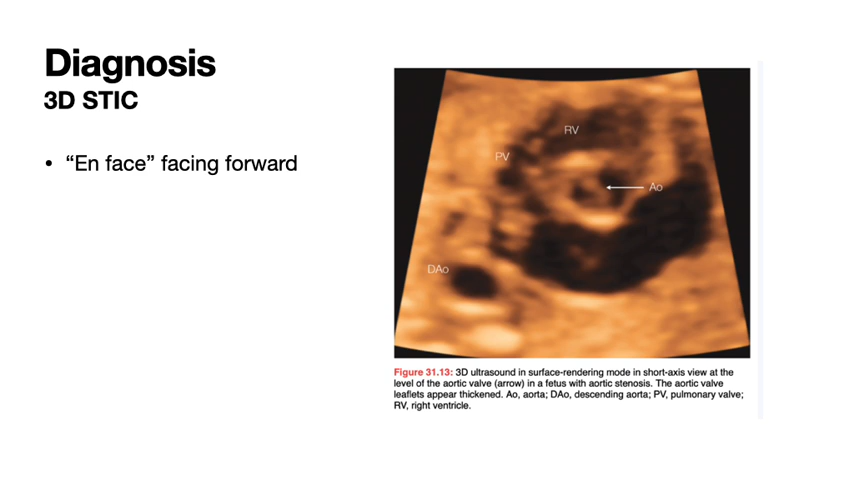 Diagnosis
3D STIC
• “En face” facing forward
RV
PV
Ao
DAo
Figure 31.13: 3D ultrasound in surface-rendering mode in short-axis view at the
level of the aortic valve (arrow) in a fetus with aortic stenosis. The aortic valve
leaflets appear thickened. Ao, aorta; DAo, descending aorta; PV, pulmonary valve;
RV, right ventricle.